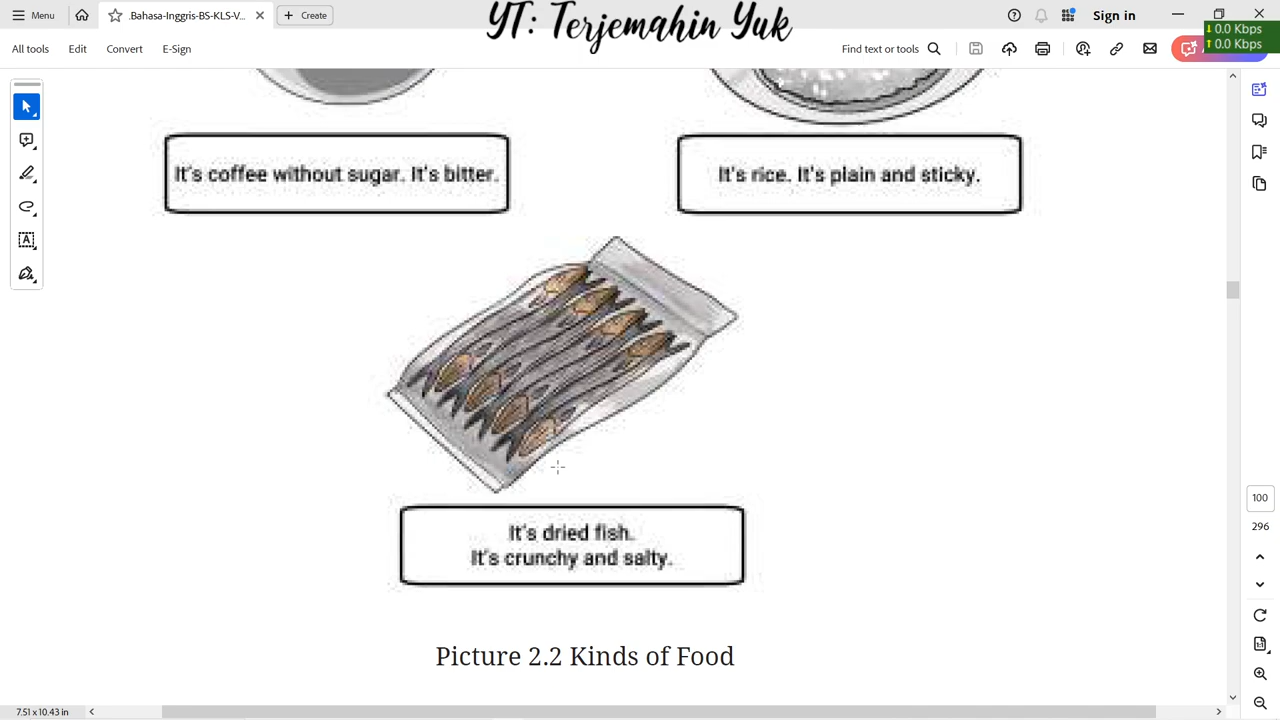 Menu
.Bahasa-Inggris-BS-KLS-V...
Create
YT: Terjemahin Yuk
Sign in
0.0 Kbps
0.0 Kbps
All tools
Edit
Convert
E-Sign
Find text or tools
It's coffee without sugar. It's bitter.
It's rice. It's plain and sticky.
It's dried fish.
It's crunchy and salty.
Picture 2.2 Kinds of Food
100
296
7.51 x 10.43 in